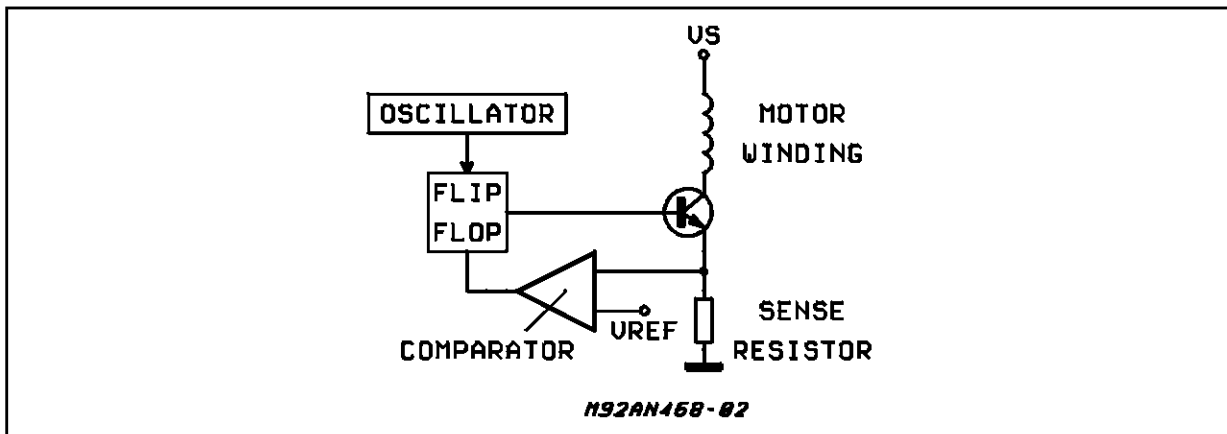 VS
OSCILLATOR
MOTOR
WINDING
FLIP
FLOP
VREF
COMPARATOR
SENSE
RESISTOR
M92AN468-02